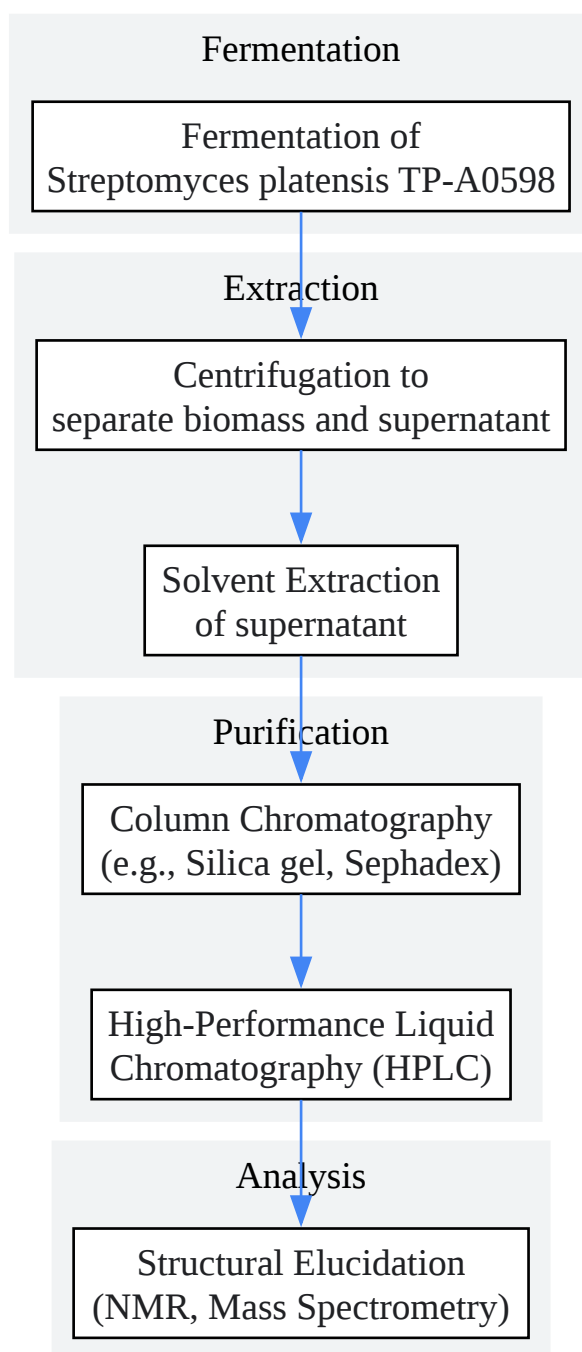 Fermentation
Fermentation of
Streptomyces platensis TP-A0598
Extraction
Centrifugation to
separate biomass and supernatant
Solvent Extraction
of supernatant
Purification
Column Chromatography
(e.g., Silica gel, Sephadex)
High-Performance Liquid
Chromatography (HPLC)
Analysis
Structural Elucidation
(NMR, Mass Spectrometry)